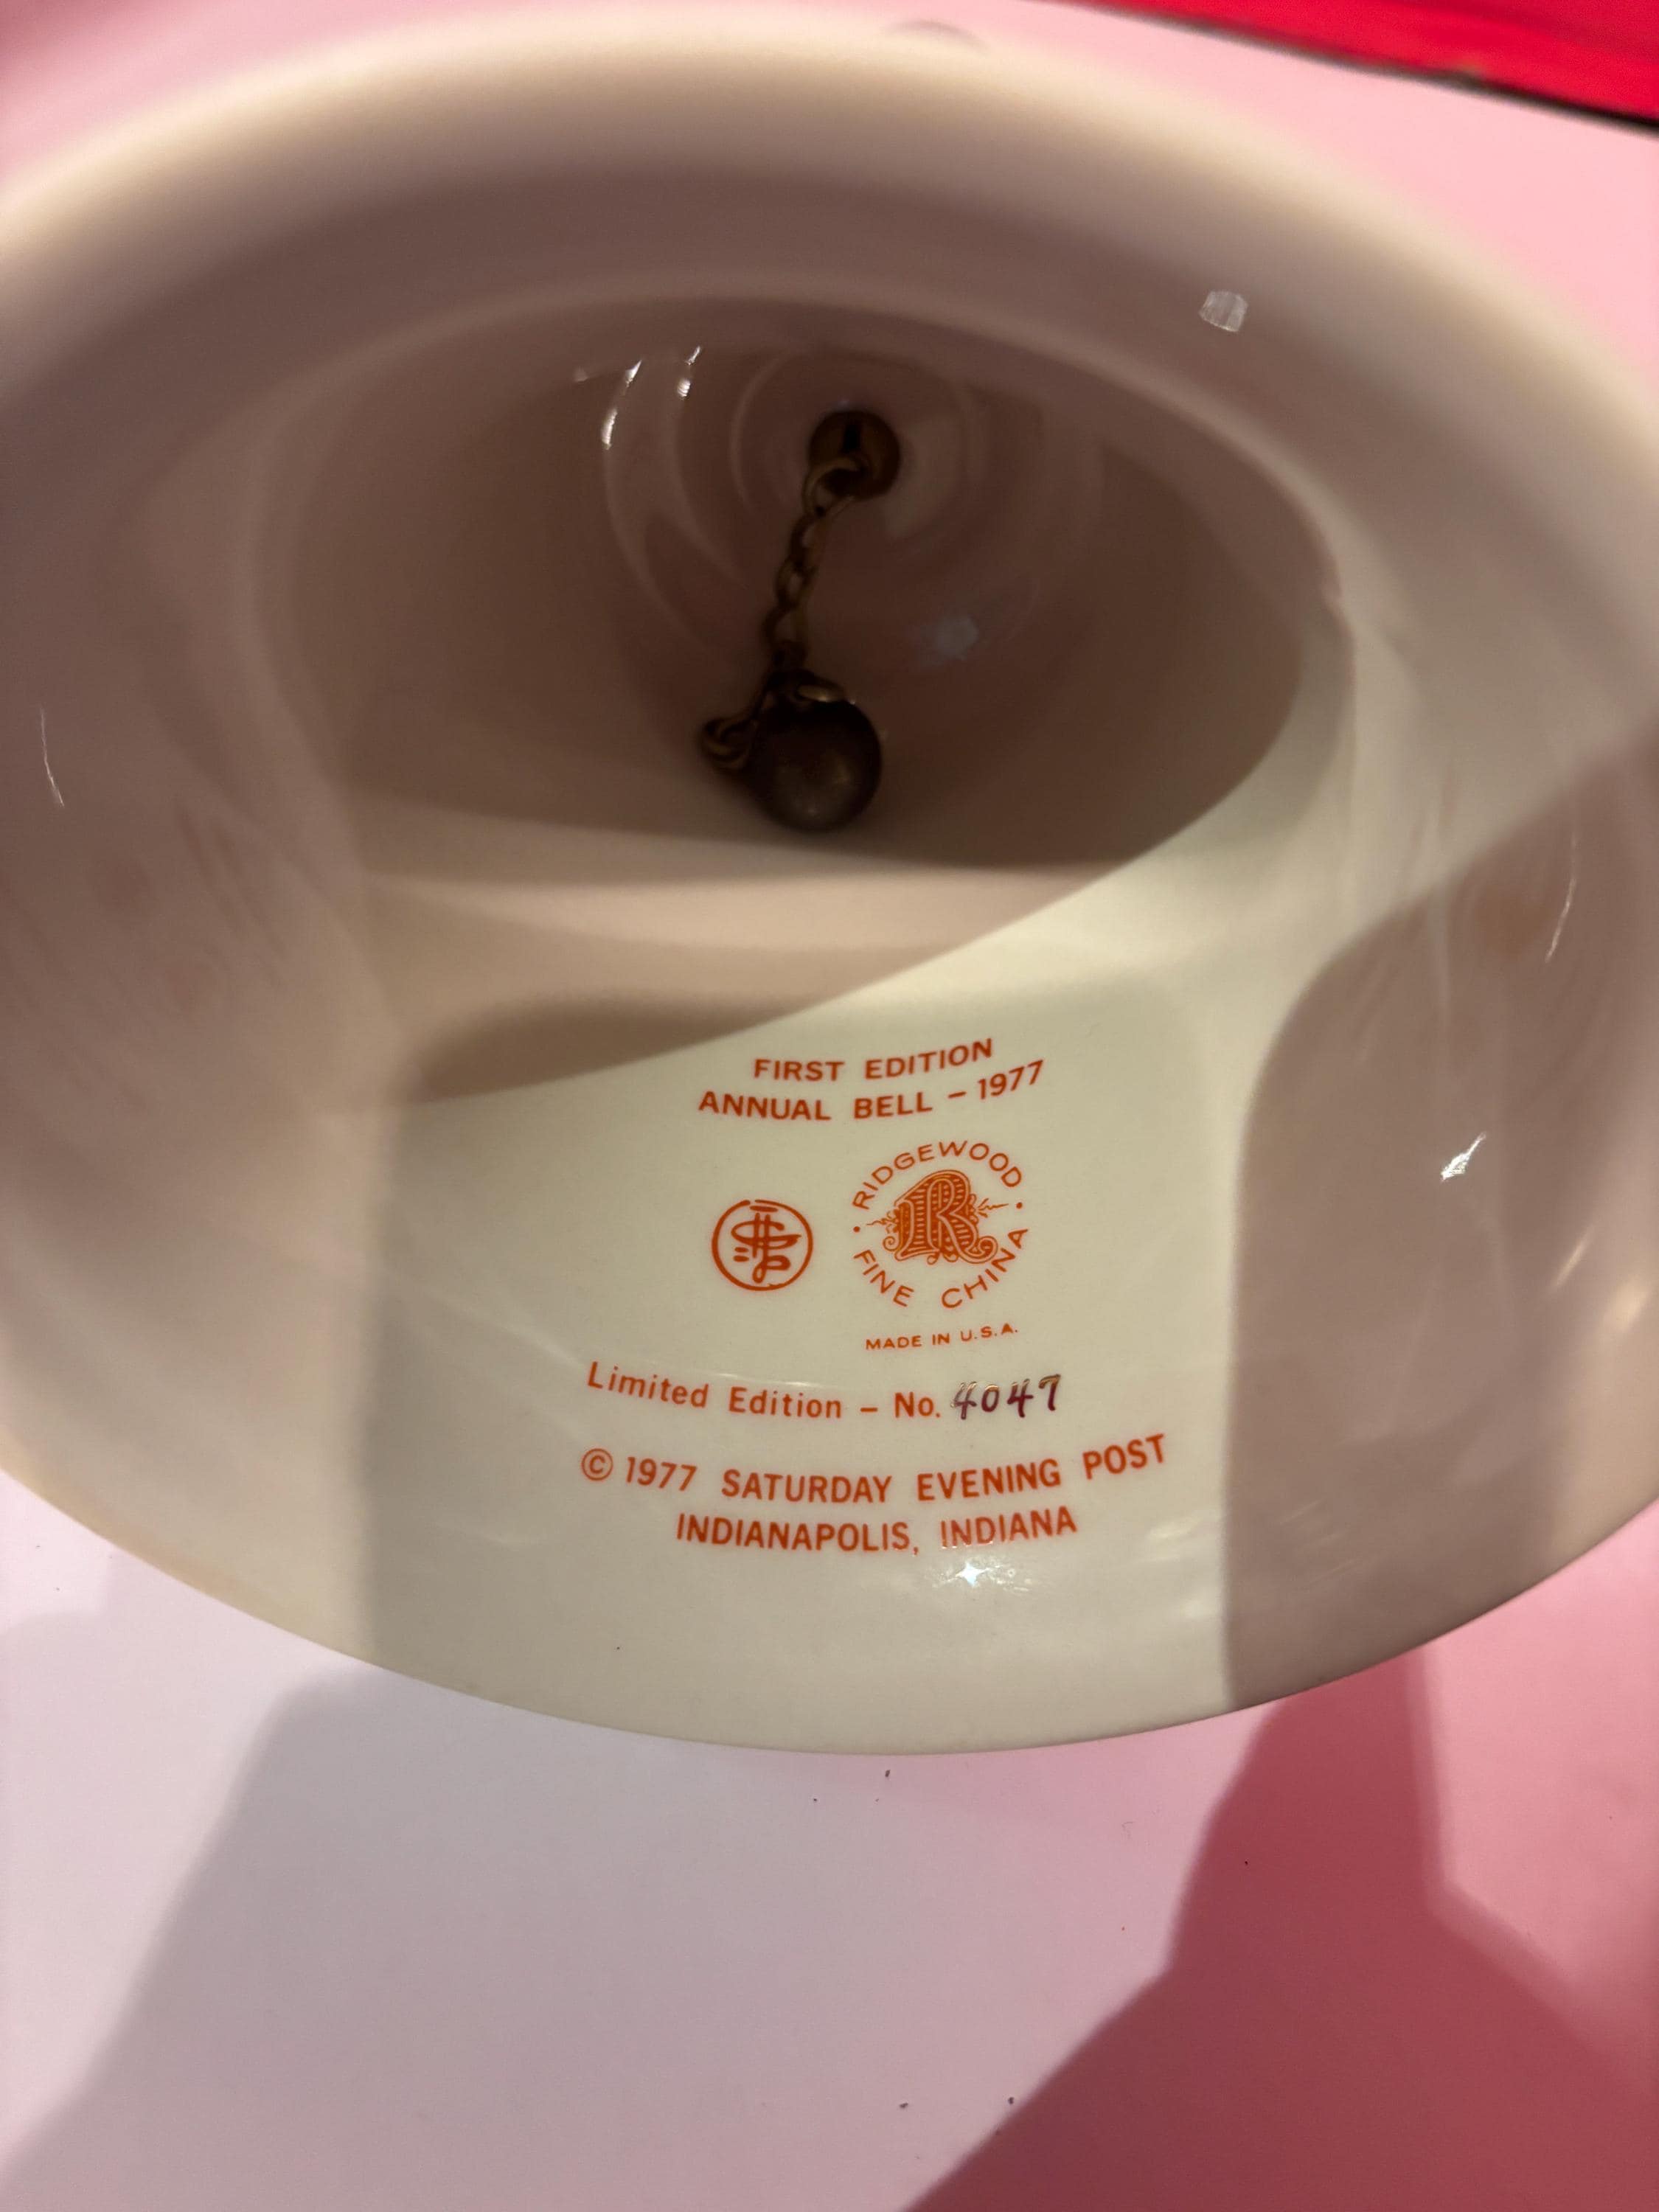 FIRST EDITION
ANNUAL BELL – 1977
RIDGEWOOD
R
FINE CHINA
MADE IN U.S.A.
Limited Edition – No. 4047
© 1977 SATURDAY EVENING POST
INDIANAPOLIS, INDIANA